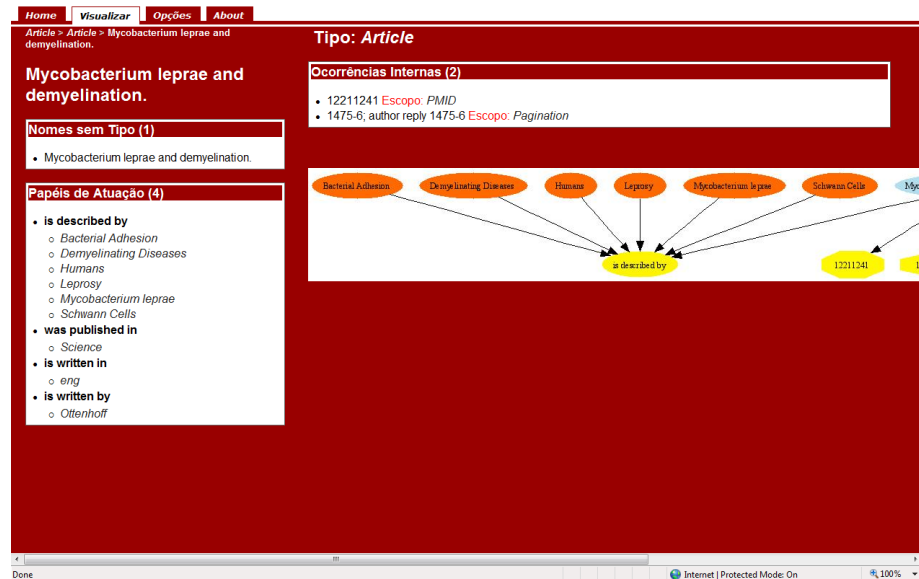 Home Visualizar Opções About
Article > Article > Mycobacterium leprae and
demyelination.
Mycobacterium leprae and
demyelination.
Nomes sem Tipo (1)
Mycobacterium leprae and demyelination.
Papéis de Atuação (4)
is described by
Bacterial Adhesion
Demyelinating Diseases
Humans
Leprosy
Mycobacterium leprae
Schwann Cells
was published in
Science
is written in
eng
is written by
Ottenhoff
Tipo: Article
Ocorrências Internas (2)
12211241 Escopo: PMID
1475-6; author reply 1475-6 Escopo: Pagination
Bacterial Adhesion Demyelinating Diseases Humans Leprosy Mycobacterium leprae Schwann Cells
is described by 12211241
Done Internet | Protected Mode: On 100%